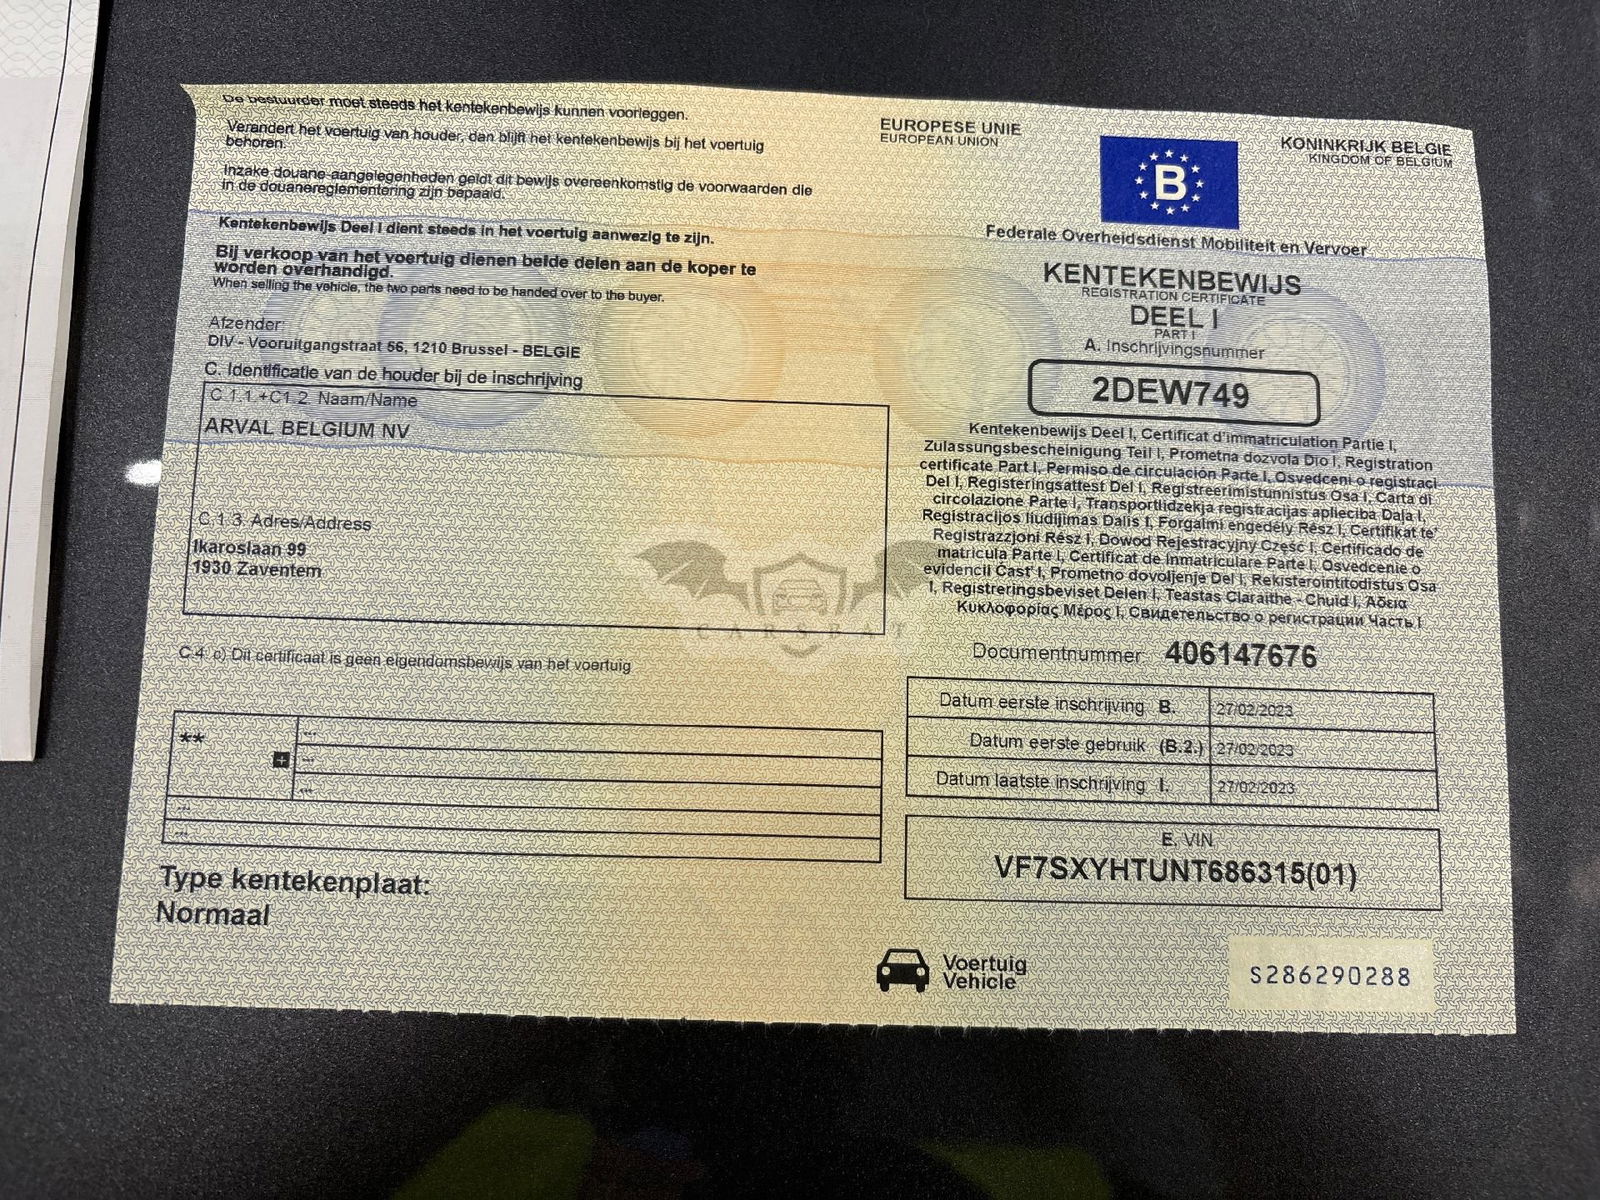 De bestuurder moet steeds het kentekenbewijs kunnen voorleggen.
Verandert het voertuig van houder, dan blijft het kentekenbewijs bij het voertuig
behoren.
Inzake douane-aangelegenheden geldt dit bewijs overeenkomstig de voorwaarden die
in de douanereglementering zijn bepaald.
Kentekenbewijs Deel I dient steeds in het voertuig aanwezig te zijn.
Bij verkoop van het voertuig dienen beide delen aan de koper te
worden overhandigd.
When selling the vehicle, the two parts need to be handed over to the buyer.
Afzender:
DIV - Vooruitgangstraat 56, 1210 Brussel - BELGIE
C. Identificatie van de houder bij de inschrijving
C.1.1.+C1.2. Naam/Name
ARVAL BELGIUM NV
C.1.3. Adres/Address
Ikaroslaan 99
1930 Zaventem
C.4. c) Dit certificaat is geen eigendomsbewijs van het voertuig
**
---
---
---
---
---
Type kentekenplaat:
Normaal
EUROPESE UNIE
EUROPEAN UNION
B
KONINKRIJK BELGIE
KINGDOM OF BELGIUM
Federale Overheidsdienst Mobiliteit en Vervoer
KENTEKENBEWIJS
REGISTRATION CERTIFICATE
DEEL I
PART I
A. Inschrijvingsnummer
2DEW749
Kentekenbewijs Deel I, Certificat d'immatriculation Partie I,
Zulassungsbescheinigung Teil I, Prometna dozvola Dio I, Registration
certificate Part I, Permiso de circulación Parte I, Osvedceni o registraci
Del I, Registeringsattest Del I, Registreerimistunnistus Osa I, Carta di
circolazione Parte I, Transportlidzekja registracijas aplieciba Daļa I,
Registracijos liudijimas Dalis I, Forgalmi engedély Rész I, Certifikat te'
Registrazzjoni Rész I, Dowod Rejestracyjny Część I, Certificado de
matricula Parte I, Certificat de inmatriculare Parte I, Osvedcenie o
evidencii Čast' I, Prometno dovoljenje Del I, Rekisterointitodistus Osa
I, Registreringsbeviset Delen I, Teastas Claraithe - Chuid I, Άδεια
Κυκλοφορίας Μέρος I, Свидетельство о регистрации Часть I
Documentnummer 406147676
Datum eerste inschrijving B. 27/02/2023
Datum eerste gebruik (B.2.) 27/02/2023
Datum laatste inschrijving I. 27/02/2023
E. VIN
VF7SXYHTUNT686315(01)
Voertuig
Vehicle
S286290288
CARSBAT